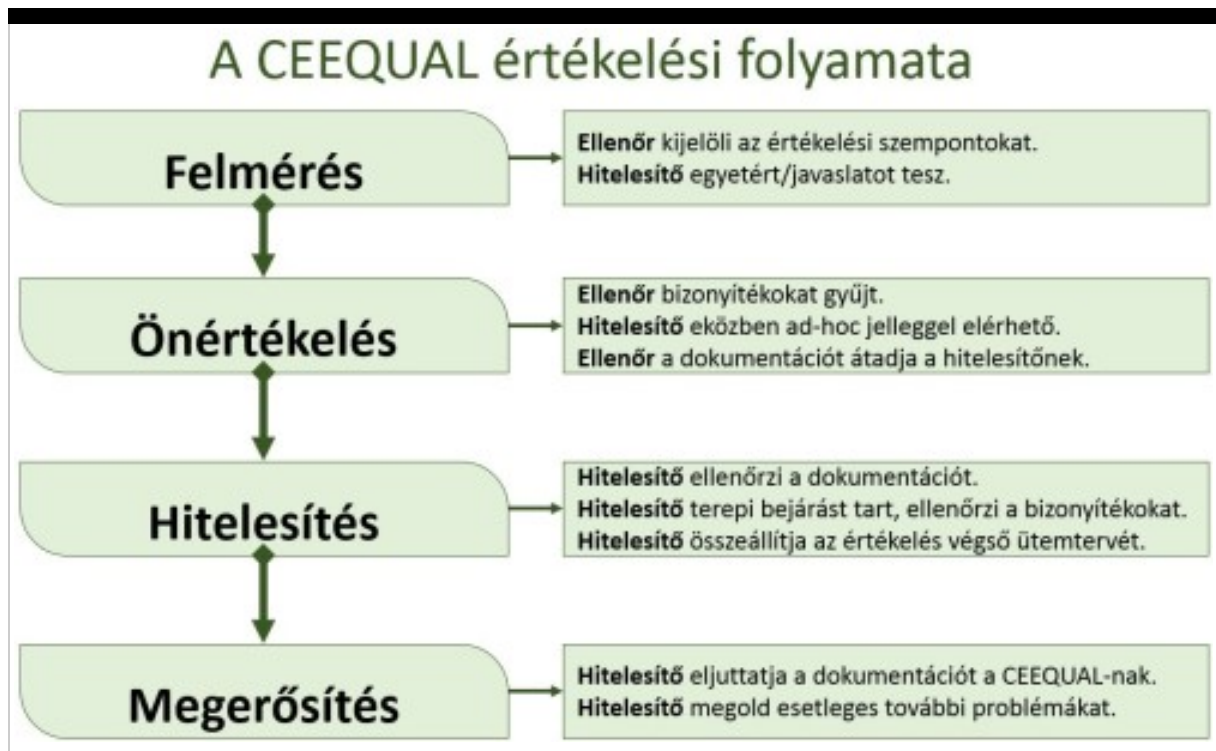 A CEEQUAL értékelési folyamata
Felmérés
Ellenőr kijelöli az értékelési szempontokat.
Hitelesítő egyetért/javaslatot tesz.
Önértékelés
Ellenőr bizonyítékokat gyűjt.
Hitelesítő eközben ad-hoc jelleggel elérhető.
Ellenőr a dokumentációt átadja a hitelesítőnek.
Hitelesítés
Hitelesítő ellenőrzi a dokumentációt.
Hitelesítő terepi bejárást tart, ellenőrzi a bizonyítékokat.
Hitelesítő összeállítja az értékelés végső ütemtervét.
Megerősítés
Hitelesítő eljuttatja a dokumentációt a CEEQUAL-nak.
Hitelesítő megold esetleges további problémákat.